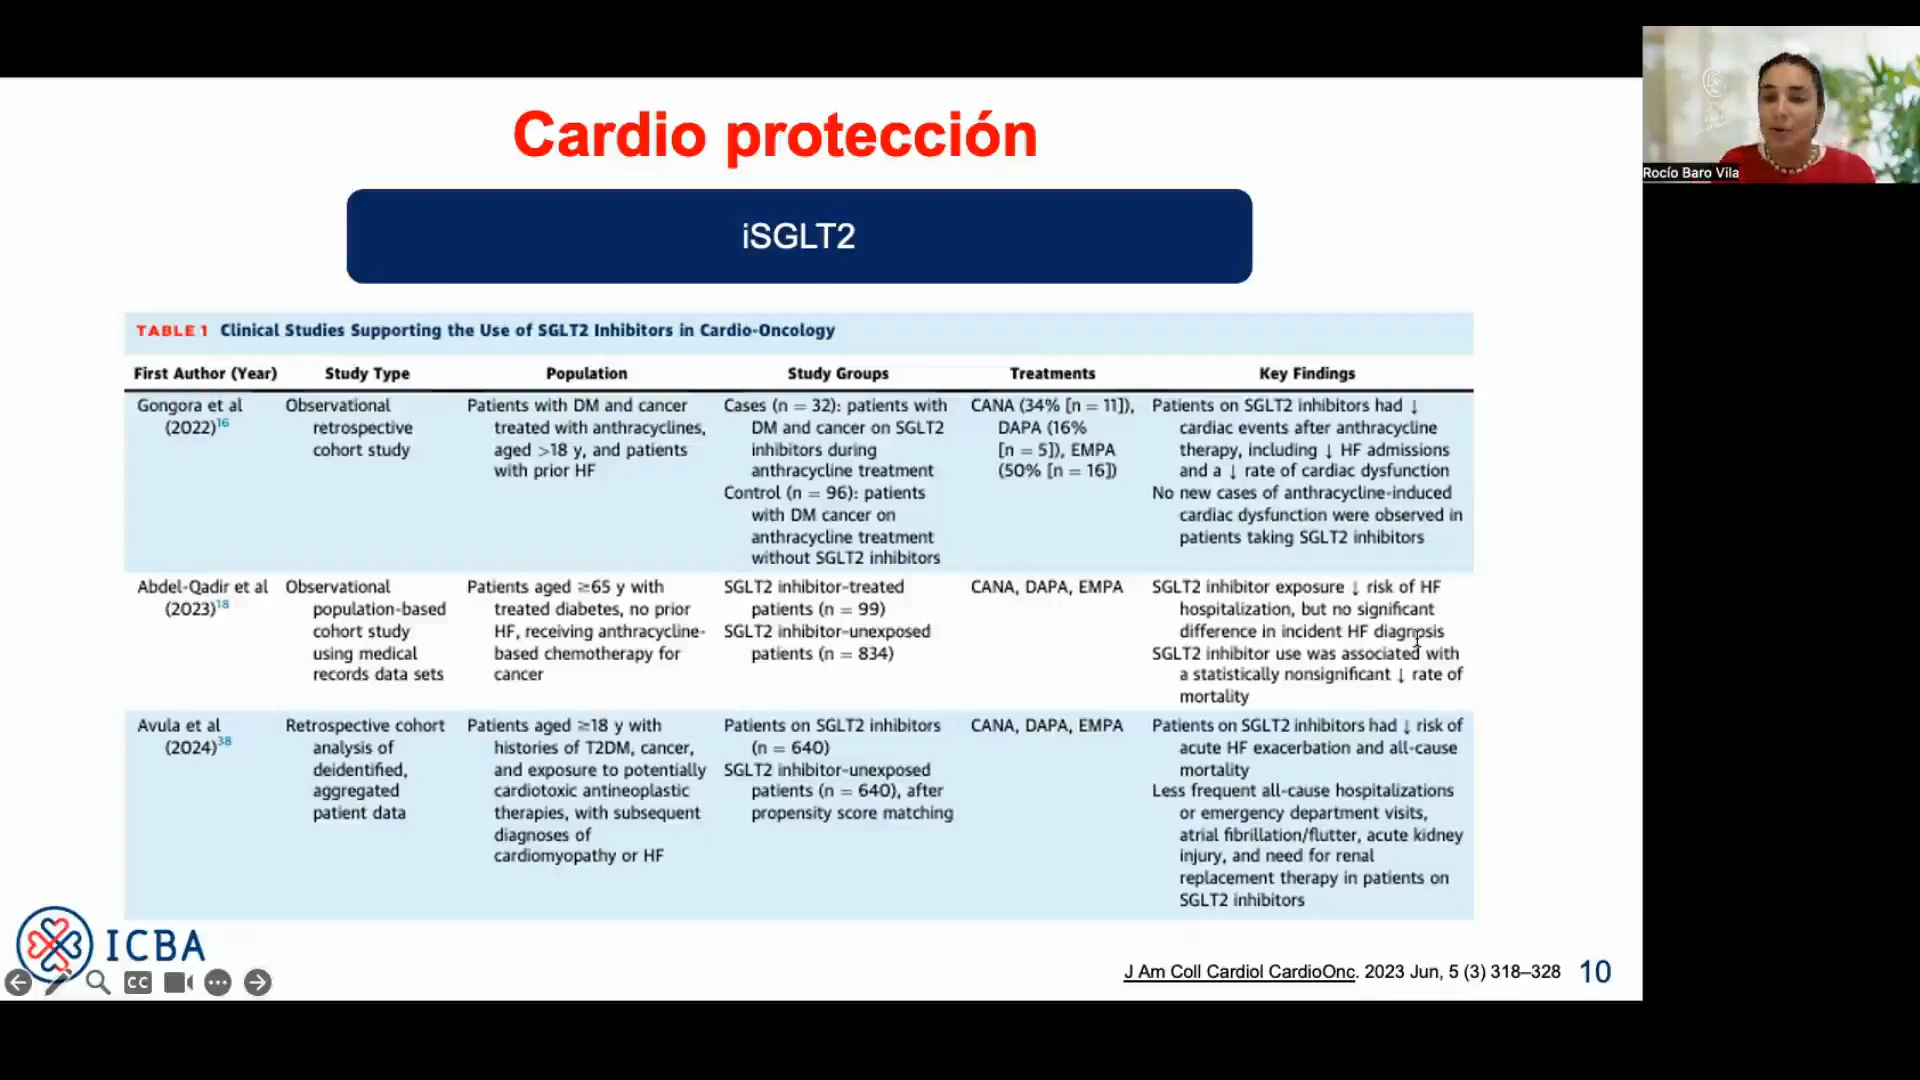 Cardio protección
iSGLT2
Rocío Baro Vila
TABLE 1 Clinical Studies Supporting the Use of SGLT2 Inhibitors in Cardio-Oncology
First Author (Year) Study Type Population Study Groups Treatments Key Findings
Gongora et al
(2022)16
Observational
retrospective
cohort study
Patients with DM and cancer
treated with anthracyclines,
aged >18 y, and patients
with prior HF
Cases (n = 32): patients with
DM and cancer on SGLT2
inhibitors during
anthracycline treatment
Control (n = 96): patients
with DM cancer on
anthracycline treatment
without SGLT2 inhibitors
CANA (34% [n = 11]),
DAPA (16%
[n = 5]), EMPA
(50% [n = 16])
Patients on SGLT2 inhibitors had ↓
cardiac events after anthracycline
therapy, including ↓ HF admissions
and a ↓ rate of cardiac dysfunction
No new cases of anthracycline-induced
cardiac dysfunction were observed in
patients taking SGLT2 inhibitors
Abdel-Qadir et al
(2023)18
Observational
population-based
cohort study
using medical
records data sets
Patients aged ≥65 y with
treated diabetes, no prior
HF, receiving anthracycline-
based chemotherapy for
cancer
SGLT2 inhibitor-treated
patients (n = 99)
SGLT2 inhibitor-unexposed
patients (n = 834)
CANA, DAPA, EMPA
SGLT2 inhibitor exposure ↓ risk of HF
hospitalization, but no significant
difference in incident HF diagnosis
SGLT2 inhibitor use was associated with
a statistically nonsignificant ↓ rate of
mortality
Avula et al
(2024)38
Retrospective cohort
analysis of
deidentified,
aggregated
patient data
Patients aged ≥18 y with
histories of T2DM, cancer,
and exposure to potentially
cardiotoxic antineoplastic
therapies, with subsequent
diagnoses of
cardiomyopathy or HF
Patients on SGLT2 inhibitors
(n = 640)
SGLT2 inhibitor-unexposed
patients (n = 640), after
propensity score matching
CANA, DAPA, EMPA
Patients on SGLT2 inhibitors had ↓ risk of
acute HF exacerbation and all-cause
mortality
Less frequent all-cause hospitalizations
or emergency department visits,
atrial fibrillation/flutter, acute kidney
injury, and need for renal
replacement therapy in patients on
SGLT2 inhibitors
ICBA
CC
J Am Coll Cardiol CardioOnc. 2023 Jun, 5 (3) 318–328
10